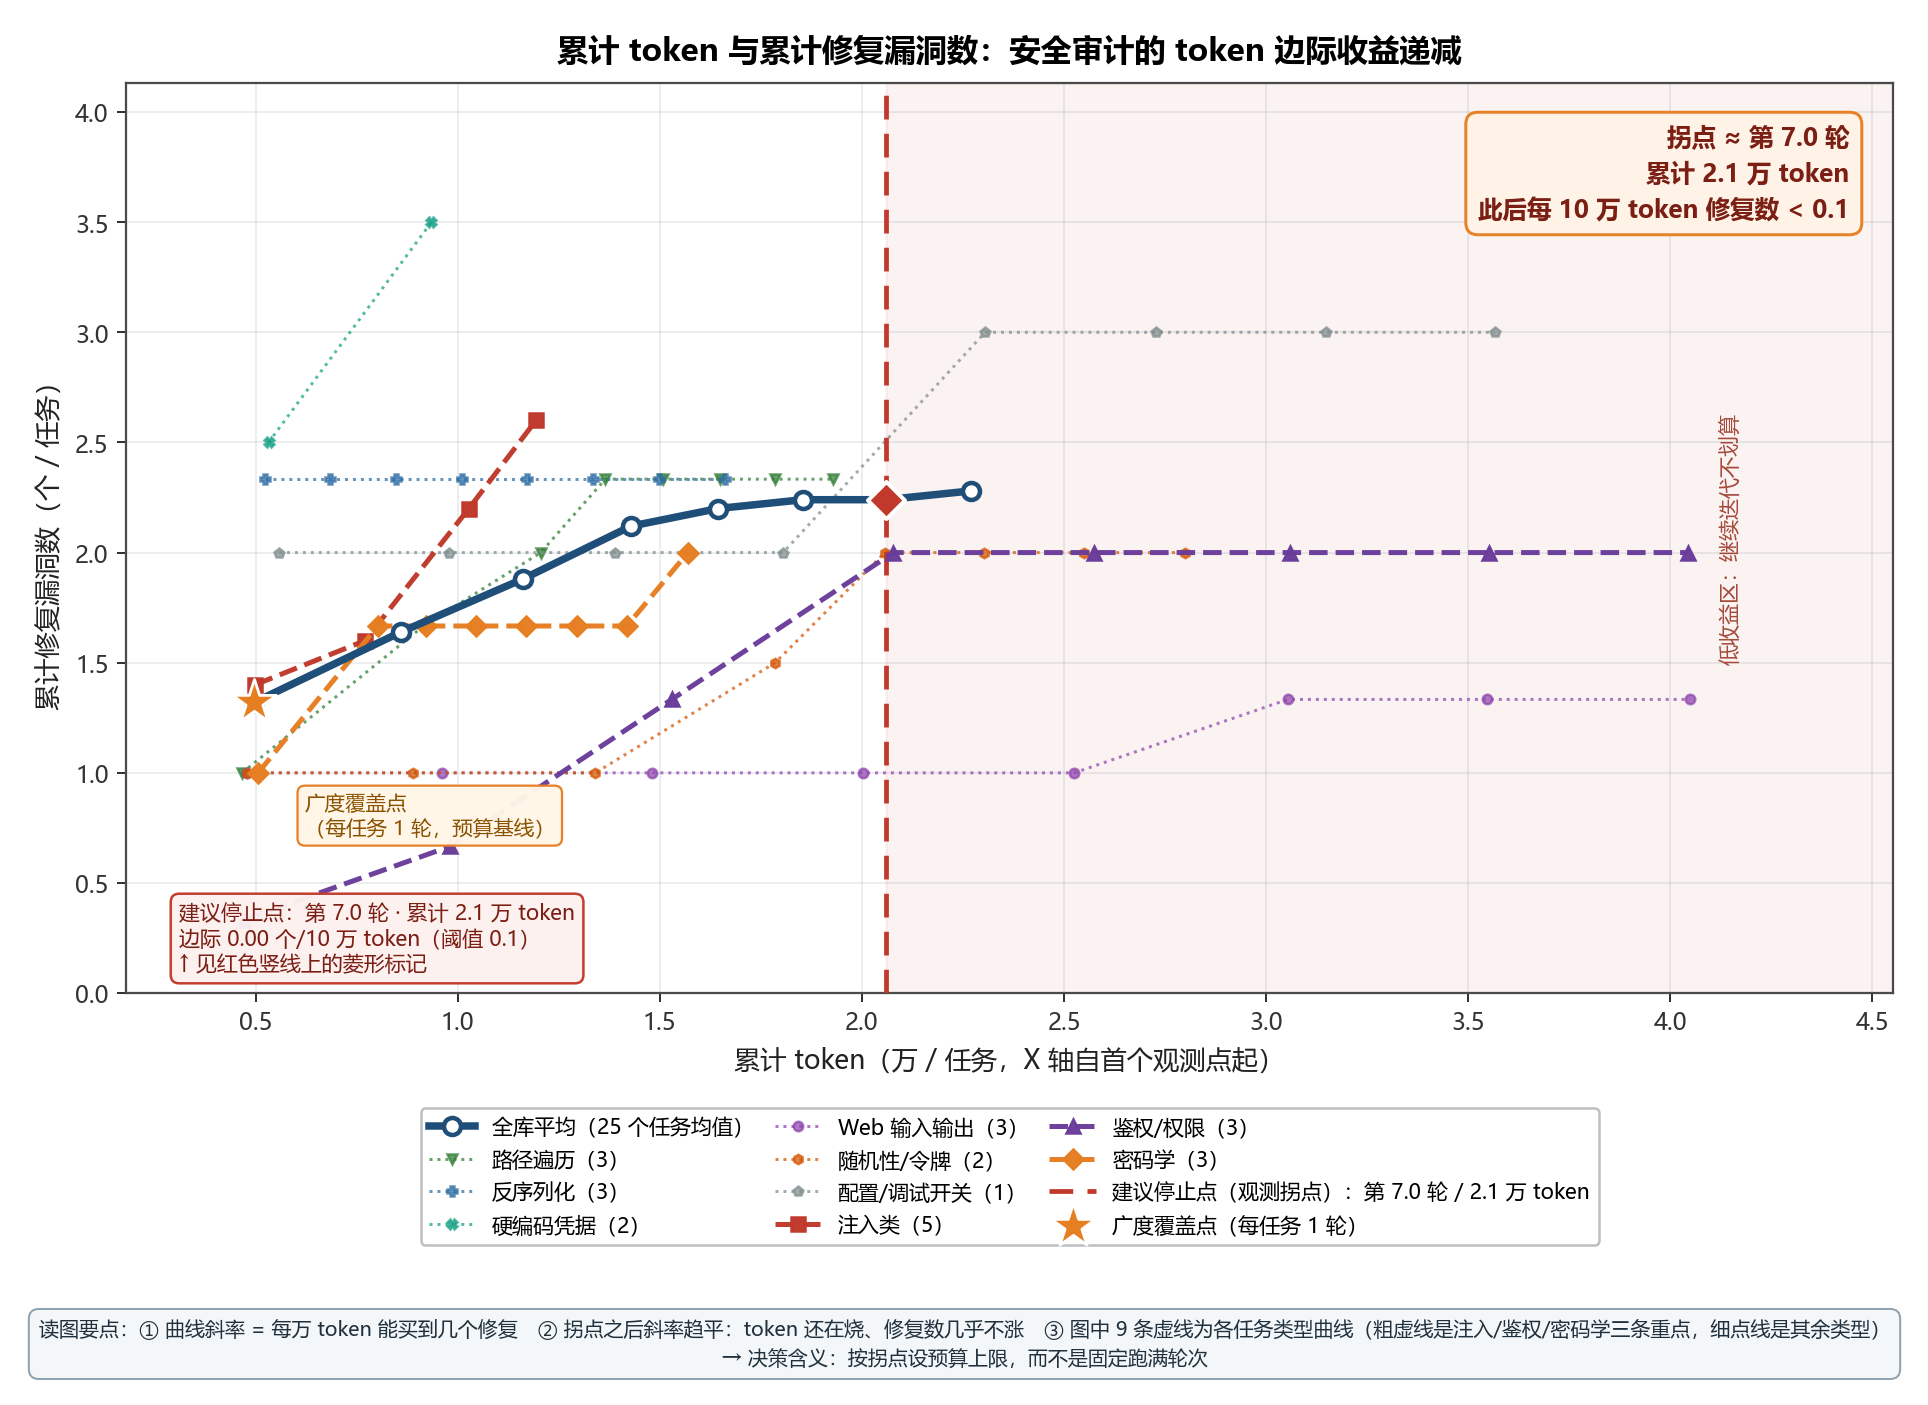 累计 token 与累计修复漏洞数：安全审计的 token 边际收益递减
累计修复漏洞数（个 / 任务）
4.0
3.5
3.0
2.5
2.0
1.5
1.0
0.5
0.0
拐点 ≈ 第 7.0 轮
累计 2.1 万 token
此后每 10 万 token 修复数 < 0.1
低收益区：继续迭代不划算
广度覆盖点
（每任务 1 轮，预算基线）
建议停止点：第 7.0 轮 · 累计 2.1 万 token
边际 0.00 个/10 万 token（阈值 0.1）
↑ 见红色竖线上的菱形标记
0.5
1.0
1.5
2.0
2.5
3.0
3.5
4.0
4.5
累计 token（万 / 任务，X 轴自首个观测点起）
全库平均（25 个任务均值）
路径遍历（3）
反序列化（3）
硬编码凭据（2）
Web 输入输出（3）
随机性/令牌（2）
配置/调试开关（1）
注入类（5）
鉴权/权限（3）
密码学（3）
建议停止点（观测拐点）：第 7.0 轮 / 2.1 万 token
广度覆盖点（每任务 1 轮）
读图要点：① 曲线斜率 = 每万 token 能买到几个修复 ② 拐点之后斜率趋平：token 还在烧、修复数几乎不涨 ③ 图中 9 条虚线为各任务类型曲线（粗虚线是注入/鉴权/密码学三条重点，细点线是其余类型）
→ 决策含义：按拐点设预算上限，而不是固定跑满轮次